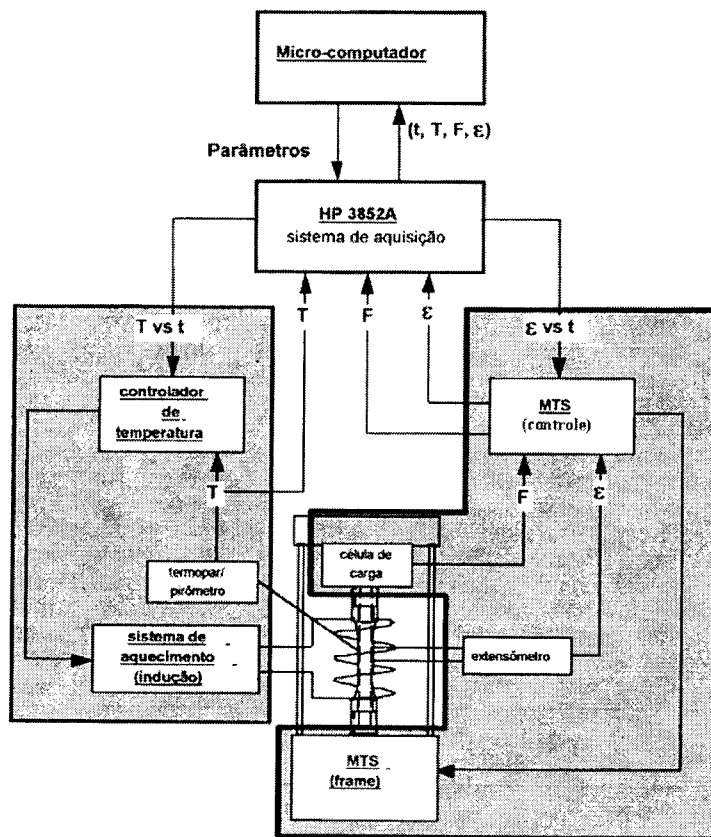 Micro-computador
(t, T, F, ε)
Parâmetros
HP 3852A
sistema de aquisição
T
F
ε
T vs t
ε vs t
controlador
de
temperatura
MTS
(controle)
T
F
ε
célula de
carga
termopar/
pirômetro
sistema de
aquecimento
(indução)
extensômetro
MTS
(frame)